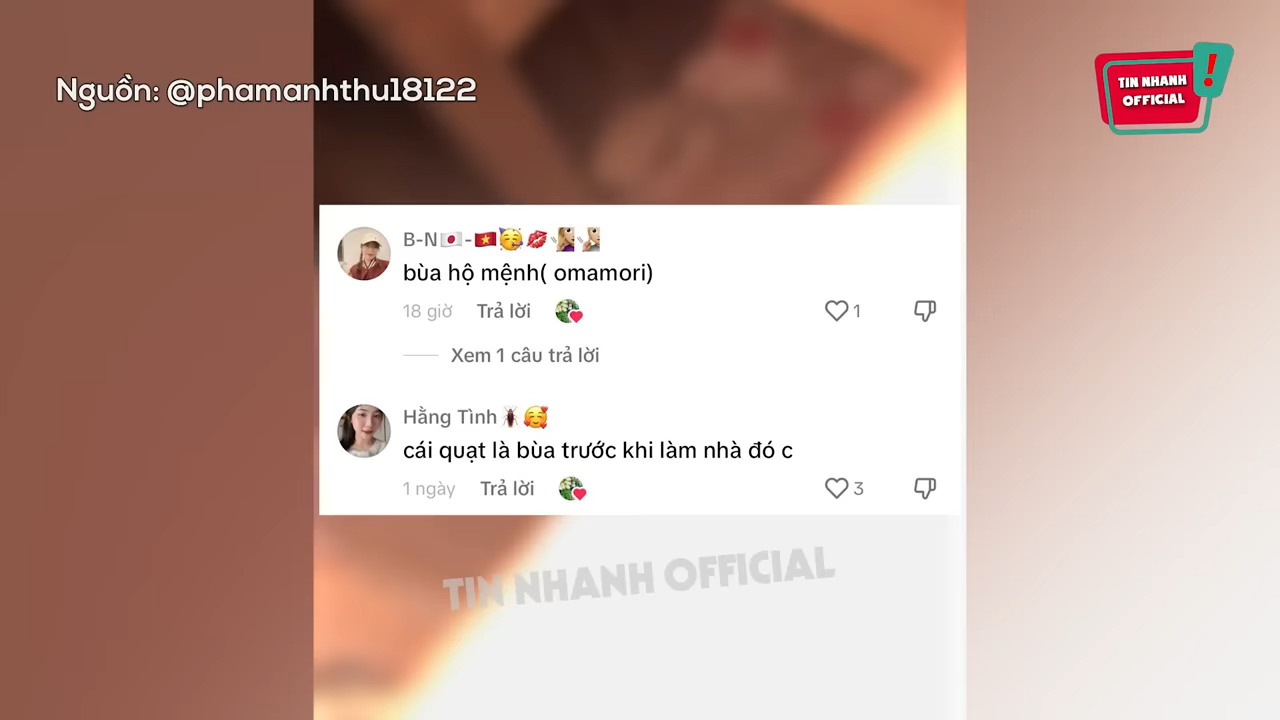 Nguồn: @phamanhthu18122
TIN NHANH
OFFICIAL
!
B-N🇯🇵-🇻🇳🥳💋💆🏼‍♀️💆🏼‍♂️
bùa hộ mệnh( omamori)
18 giờ Trả lời 1
Xem 1 câu trả lời
Hằng Tình🪳🥰
cái quạt là bùa trước khi làm nhà đó c
1 ngày Trả lời 3
TIN NHANH OFFICIAL